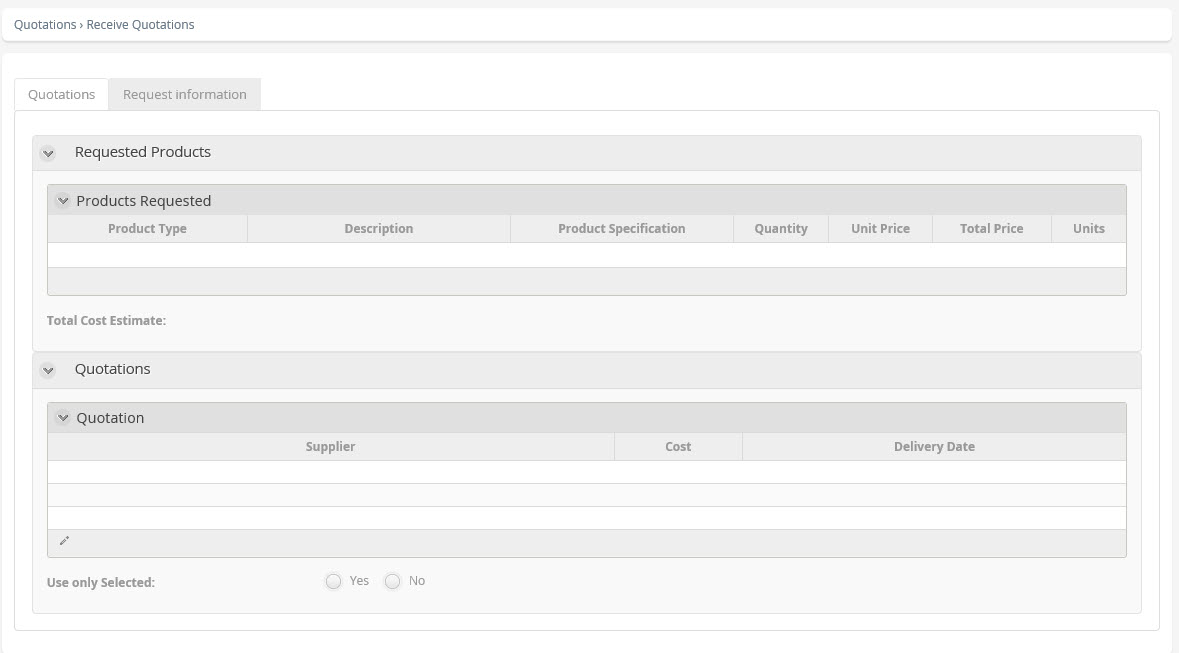 Quotations › Receive Quotations
Quotations Request information
Requested Products
Products Requested
Product Type Description Product Specification Quantity Unit Price Total Price Units
Total Cost Estimate:
Quotations
Quotation
Supplier Cost Delivery Date
Use only Selected: Yes No